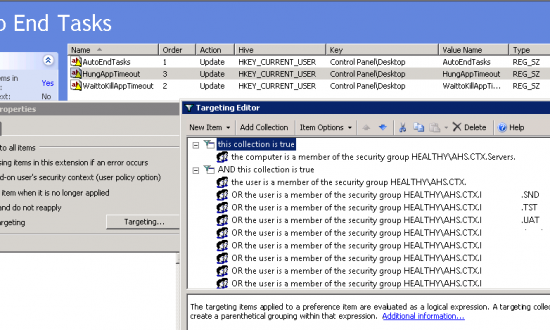 o End Tasks
Name Order Action Hive Key Value Name Type
AutoEndTasks 1 Update HKEY_CURRENT_USER Control Panel\Desktop AutoEndTasks REG_SZ
HungAppTimeout 3 Update HKEY_CURRENT_USER Control Panel\Desktop HungAppTimeout REG_SZ
WaittoKillAppTimeout 2 Update HKEY_CURRENT_USER Control Panel\Desktop WaitToKillAppTi... REG_SZ
ms in
: Yes
ext: No
roperties
to all items
sing items in this extension if an error occurs
d-on user's security context (user policy option)
item when it is no longer applied
and do not reapply
argeting Targeting...
Targeting Editor
New Item Add Collection Item Options Delete Help
this collection is true
the computer is a member of the security group HEALTHY\AHS.CTX.Servers.
AND this collection is true
the user is a member of the security group HEALTHY\AHS.CTX.
OR the user is a member of the security group HEALTHY\AHS.CTX.I .SND
OR the user is a member of the security group HEALTHY\AHS.CTX.I .TST
OR the user is a member of the security group HEALTHY\AHS.CTX.I .UAT
OR the user is a member of the security group HEALTHY\AHS.CTX.I
OR the user is a member of the security group HEALTHY\AHS.CTX.I
OR the user is a member of the security group HEALTHY\AHS.CTX.I
OR the user is a member of the security group HEALTHY\AHS.CTX.I
OR the user is a member of the security group HEALTHY\AHS.CTX.I
The targeting items applied to a preference item are evaluated as a logical expression. A targeting collec
create a parenthetical grouping within that expression. Additional information...